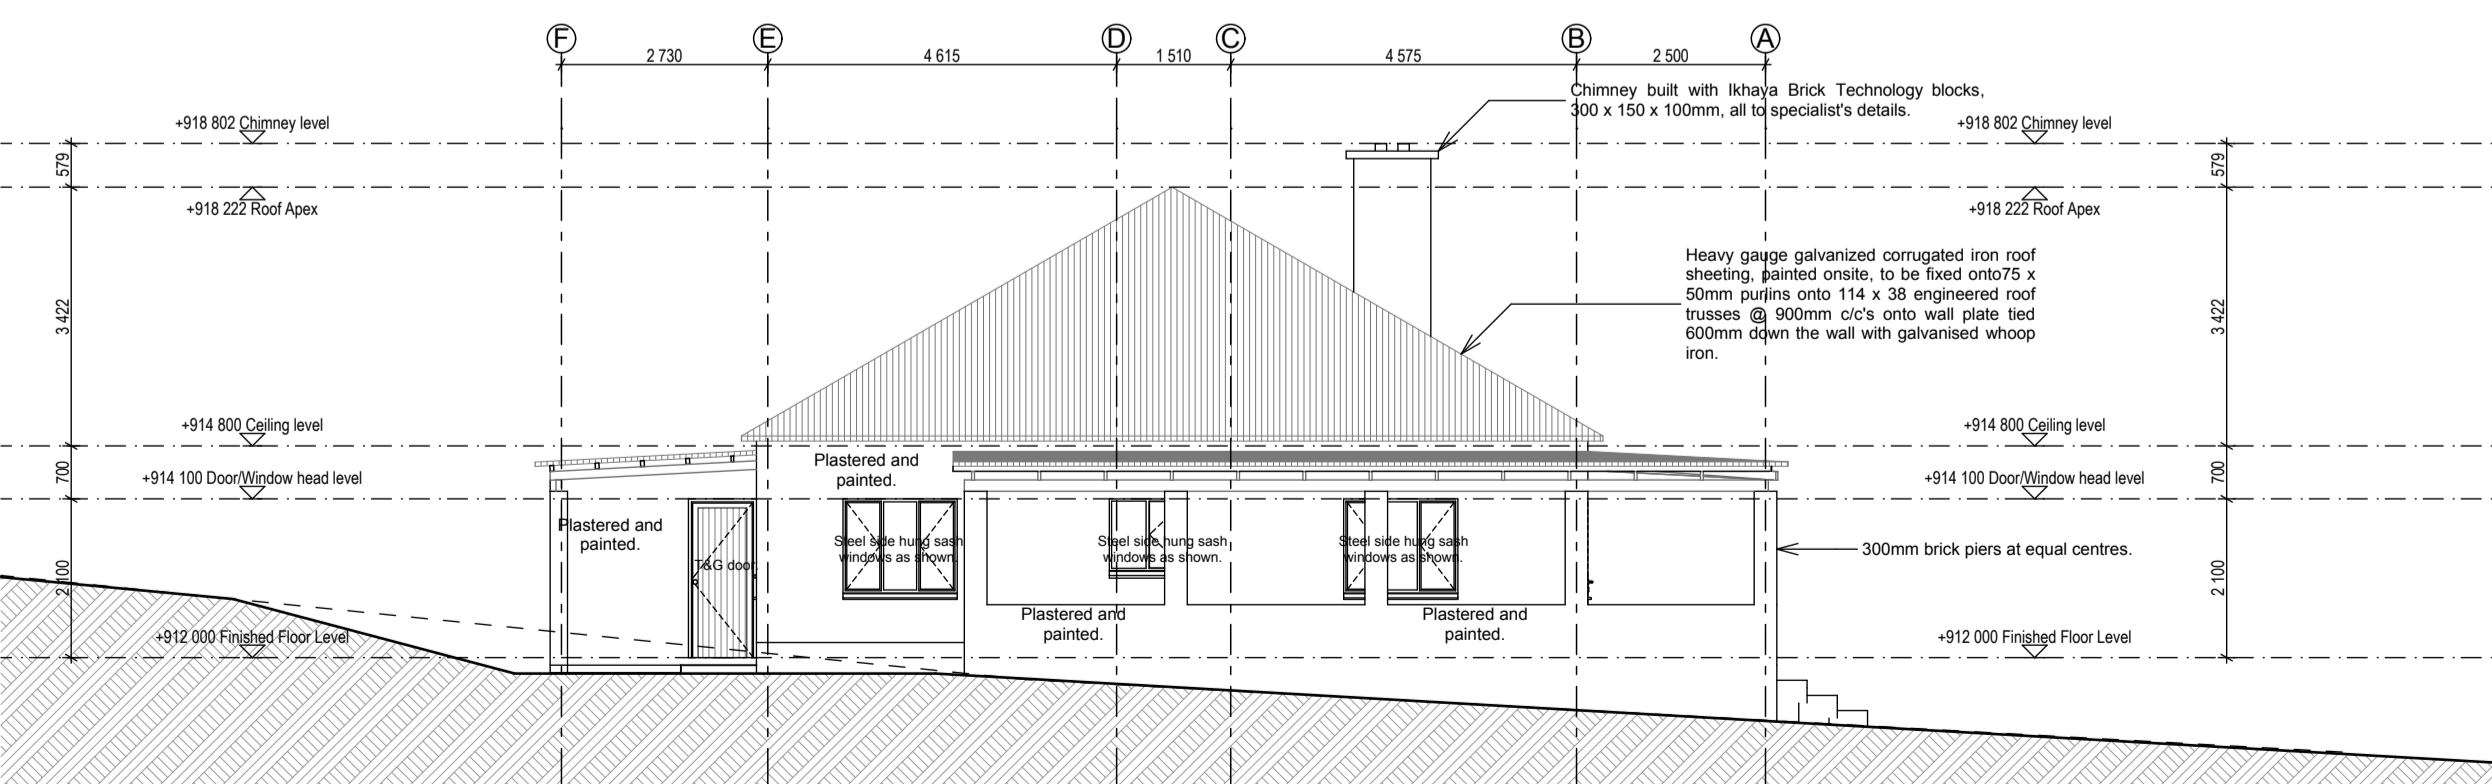 F E D C B A
2 730 4 615 1 510 4 575 2 500
Chimney built with Ikhaya Brick Technology blocks,
300 x 150 x 100mm, all to specialist's details.
+918 802 Chimney level
+918 802 Chimney level
579
579
+918 222 Roof Apex
+918 222 Roof Apex
Heavy gauge galvanized corrugated iron roof
sheeting, painted onsite, to be fixed onto75 x
50mm purlins onto 114 x 38 engineered roof
trusses @ 900mm c/c's onto wall plate tied
600mm down the wall with galvanised whoop
iron.
3 422
3 422
+914 800 Ceiling level
+914 800 Ceiling level
700
700
Plastered and
painted.
+914 100 Door/Window head level
+914 100 Door/Window head level
Plastered and
painted.
T&G door.
Steel side hung sash
windows as shown.
Steel side hung sash
windows as shown.
Steel side hung sash
windows as shown.
300mm brick piers at equal centres.
2 100
2 100
Plastered and
painted.
Plastered and
painted.
+912 000 Finished Floor Level
+912 000 Finished Floor Level